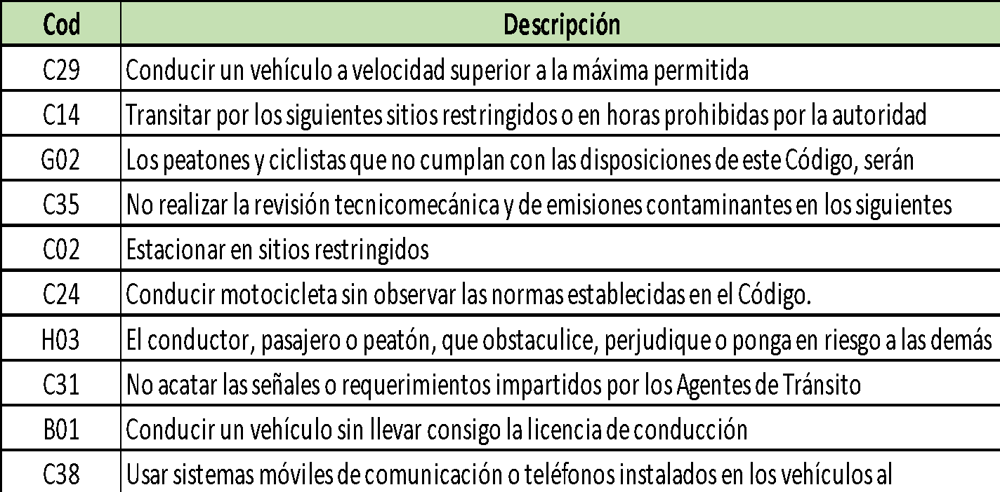 Cod Descripción
C29 Conducir un vehículo a velocidad superior a la máxima permitida
C14 Transitar por los siguientes sitios restringidos o en horas prohibidas por la autoridad
G02 Los peatones y ciclistas que no cumplan con las disposiciones de este Código, serán
C35 No realizar la revisión tecnicomecánica y de emisiones contaminantes en los siguientes
C02 Estacionar en sitios restringidos
C24 Conducir motocicleta sin observar las normas establecidas en el Código.
H03 El conductor, pasajero o peatón, que obstaculice, perjudique o ponga en riesgo a las demás
C31 No acatar las señales o requerimientos impartidos por los Agentes de Tránsito
B01 Conducir un vehículo sin llevar consigo la licencia de conducción
C38 Usar sistemas móviles de comunicación o teléfonos instalados en los vehículos al